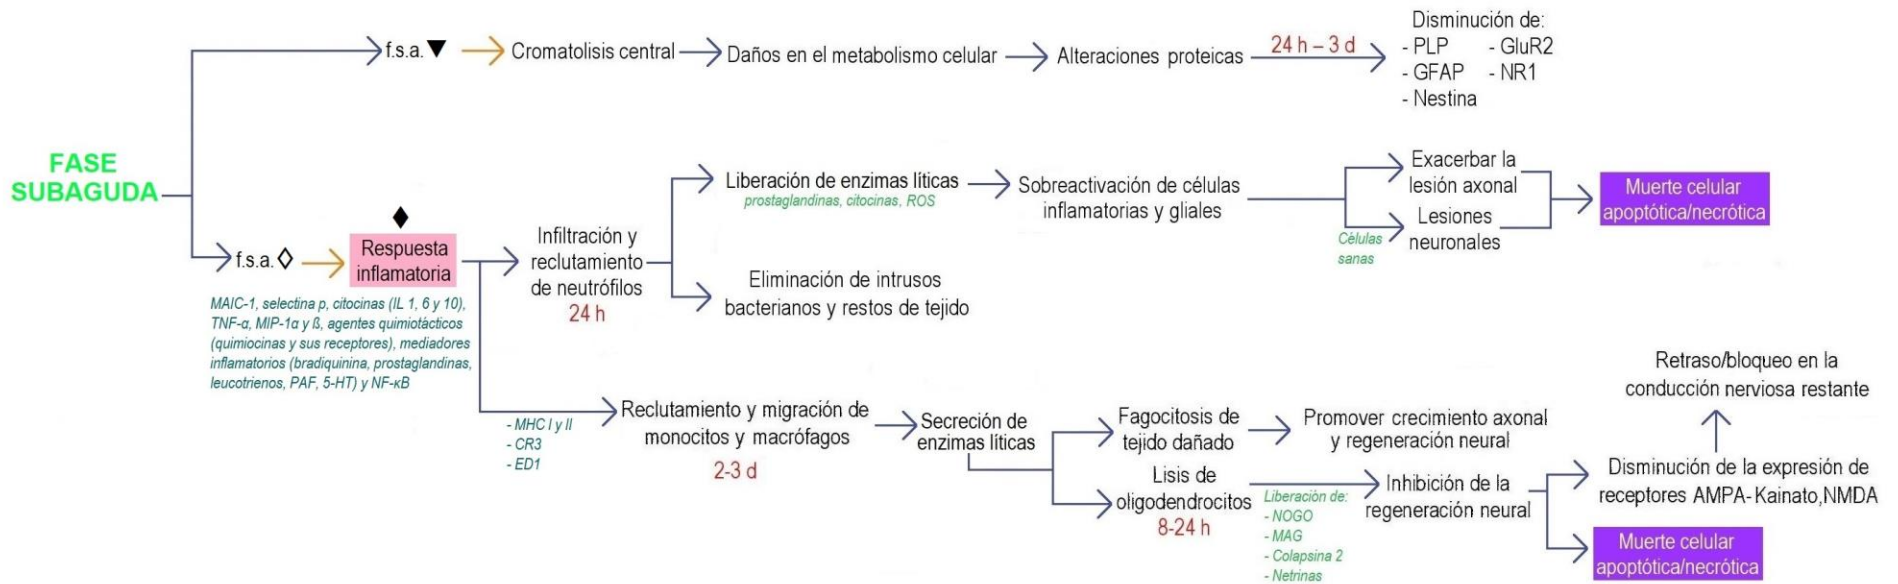 FASE
SUBAGUDA
f.s.a.▼
Cromatolisis central
Daños en el metabolismo celular
Alteraciones proteicas
24 h – 3 d
Disminución de:
- PLP - GluR2
- GFAP - NR1
- Nestina
f.s.a.◇
◆
Respuesta
inflamatoria
MAIC-1, selectina p, citocinas (IL 1, 6 y 10),
TNF-α, MIP-1α y ß, agentes quimiotácticos
(quimiocinas y sus receptores), mediadores
inflamatorios (bradiquinina, prostaglandinas,
leucotrienos, PAF, 5-HT) y NF-κB
Infiltración y
reclutamiento
de neutrófilos
24 h
Liberación de enzimas líticas
prostaglandinas, citocinas, ROS
Sobreactivación de células
inflamatorias y gliales
Exacerbar la
lesión axonal
Células
sanas
Lesiones
neuronales
Muerte celular
apoptótica/necrótica
Eliminación de intrusos
bacterianos y restos de tejido
- MHC I y II
- CR3
- ED1
Reclutamiento y migración de
monocitos y macrófagos
2-3 d
Secreción de
enzimas líticas
Fagocitosis de
tejido dañado
Promover crecimiento axonal
y regeneración neural
Lisis de
oligodendrocitos
8-24 h
Liberación de:
- NOGO
- MAG
- Colapsina 2
- Netrinas
Inhibición de la
regeneración neural
Retraso/bloqueo en la
conducción nerviosa restante
Disminución de la expresión de
receptores AMPA- Kainato,NMDA
Muerte celular
apoptótica/necrótica